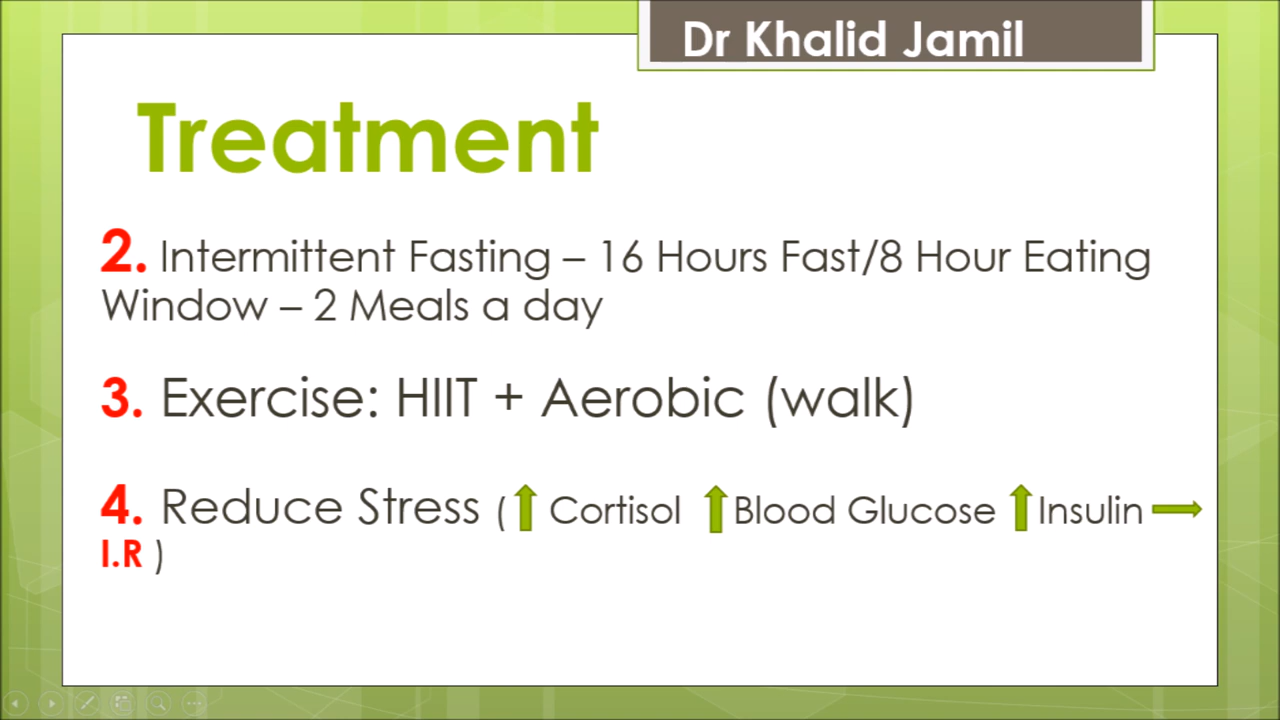 Dr Khalid Jamil
Treatment
2. Intermittent Fasting – 16 Hours Fast/8 Hour Eating
Window – 2 Meals a day
3. Exercise: HIIT + Aerobic (walk)
4. Reduce Stress (⬆ Cortisol ⬆Blood Glucose ⬆Insulin ➡
I.R )